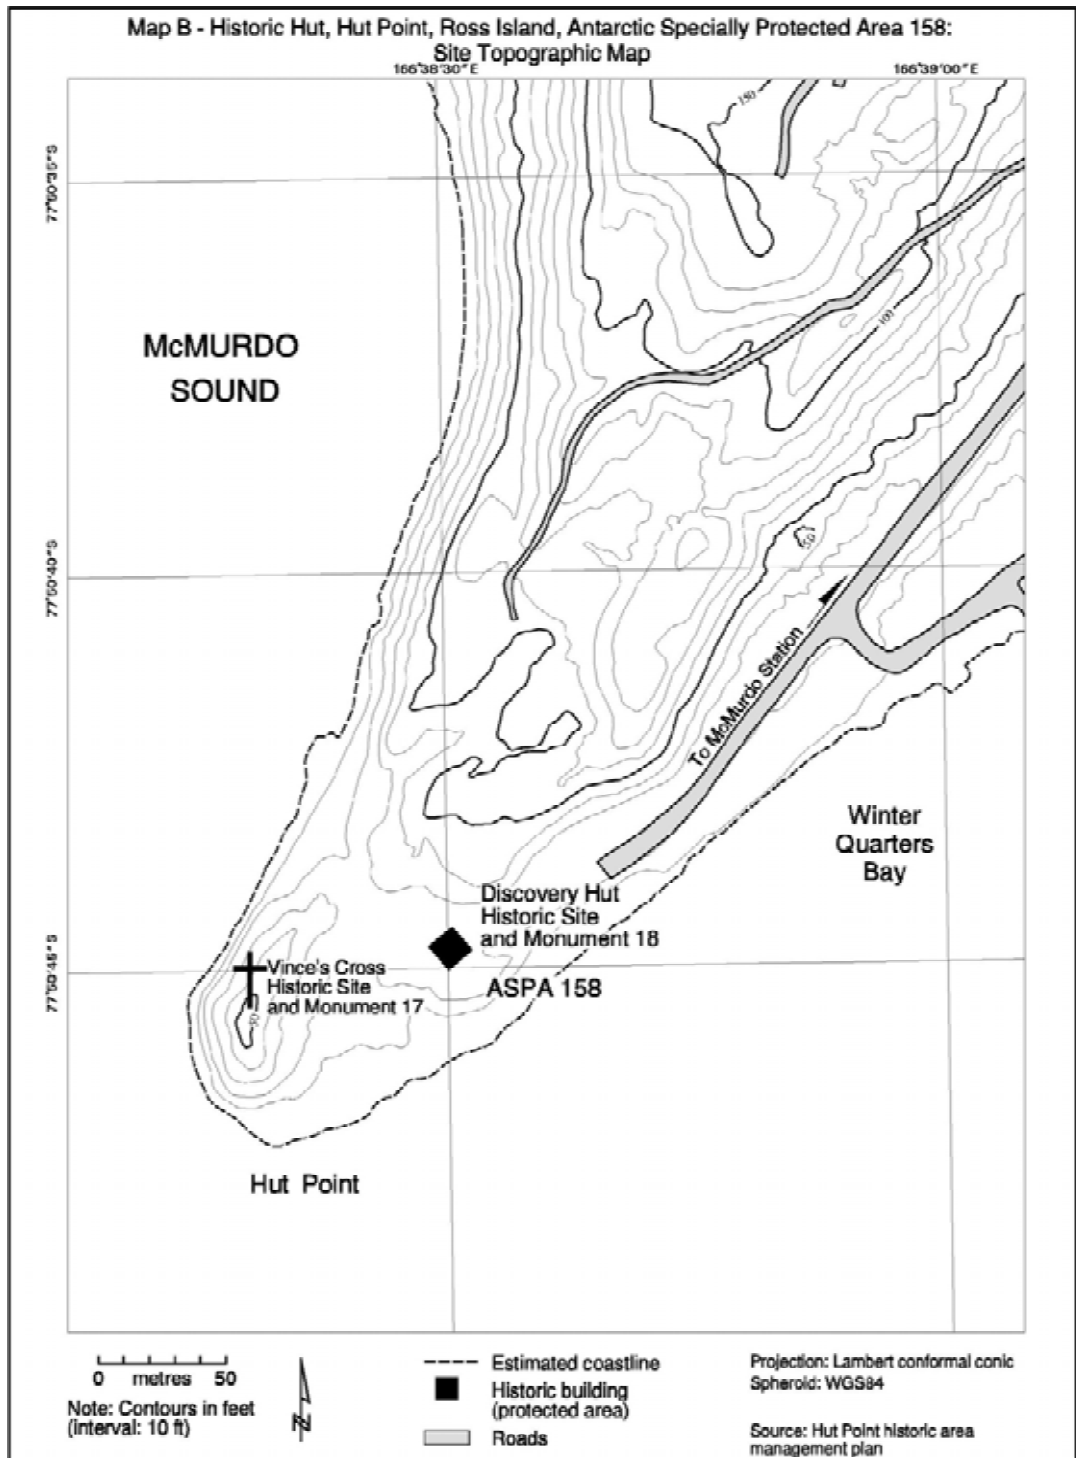 Map B - Historic Hut, Hut Point, Ross Island, Antarctic Specially Protected Area 158:
Site Topographic Map
166°38'30"E
166°39'00"E
77°50'35"S
150
100
McMURDO
SOUND
77°50'40"S
50
To McMurdo Station
Winter
Quarters
Bay
Discovery Hut
Historic Site
and Monument 18
77°50'45"S
Vince's Cross
Historic Site
and Monument 17
50
ASPA 158
Hut Point
0 metres 50
Note: Contours in feet
(interval: 10 ft)
N
Estimated coastline
Historic building
(protected area)
Roads
Projection: Lambert conformal conic
Spheroid: WGS84
Source: Hut Point historic area
management plan